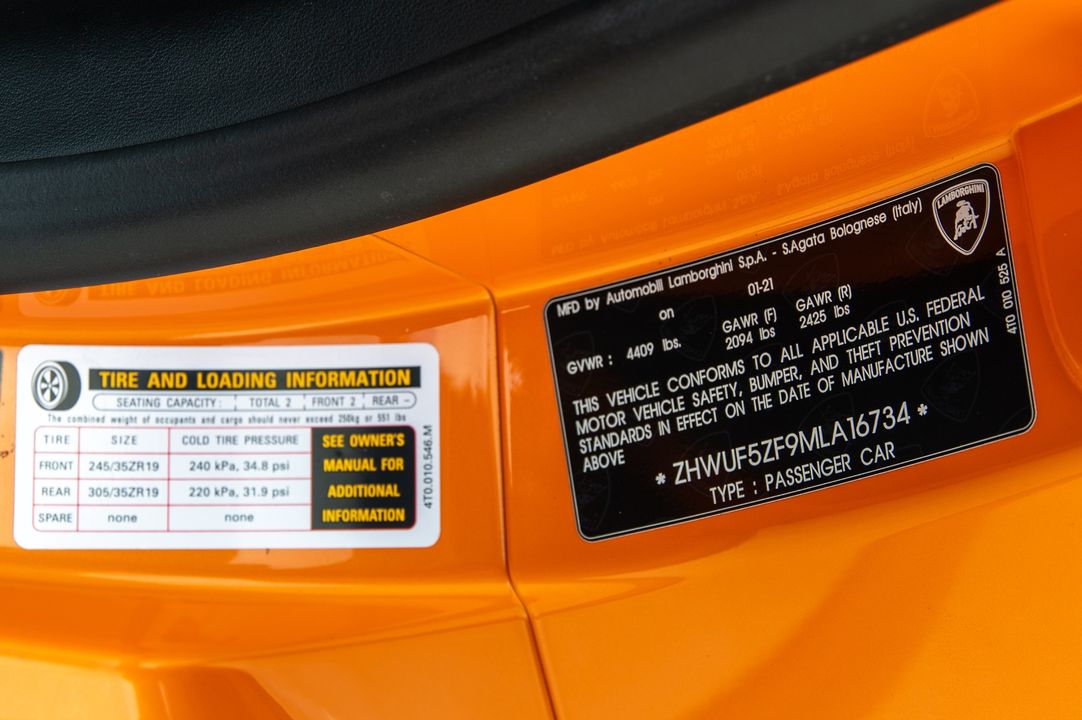 TIRE AND LOADING INFORMATION
SEATING CAPACITY: TOTAL 2 FRONT 2 REAR -
The combined weight of occupants and cargo should never exceed 250kg or 551 lbs
TIRE SIZE COLD TIRE PRESSURE
FRONT 245/35ZR19 240 kPa, 34.8 psi
REAR 305/35ZR19 220 kPa, 31.9 psi
SPARE none none
SEE OWNER'S
MANUAL FOR
ADDITIONAL
INFORMATION
4T0.010.546.M
MFD by Automobili Lamborghini S.p.A. - S.Agata Bolognese (Italy)
LAMBORGHINI
on 01-21
GVWR : 4409 lbs. GAWR (F) GAWR (R)
2094 lbs 2425 lbs
THIS VEHICLE CONFORMS TO ALL APPLICABLE U.S. FEDERAL
MOTOR VEHICLE SAFETY, BUMPER, AND THEFT PREVENTION
STANDARDS IN EFFECT ON THE DATE OF MANUFACTURE SHOWN
ABOVE
* ZHWUF5ZF9MLA16734 *
TYPE : PASSENGER CAR
4T0 010 525 A